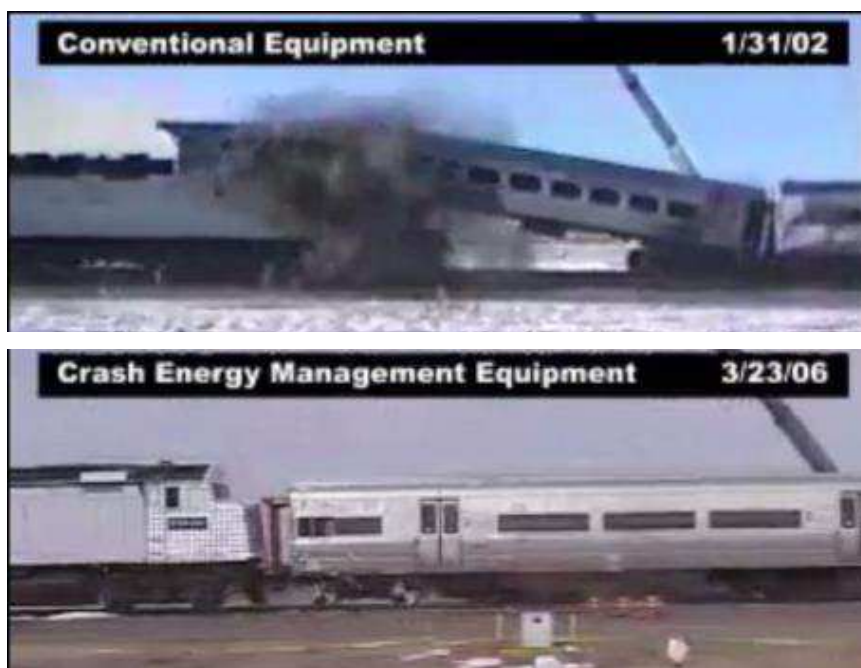 Conventional Equipment 1/31/02
Crash Energy Management Equipment 3/23/06